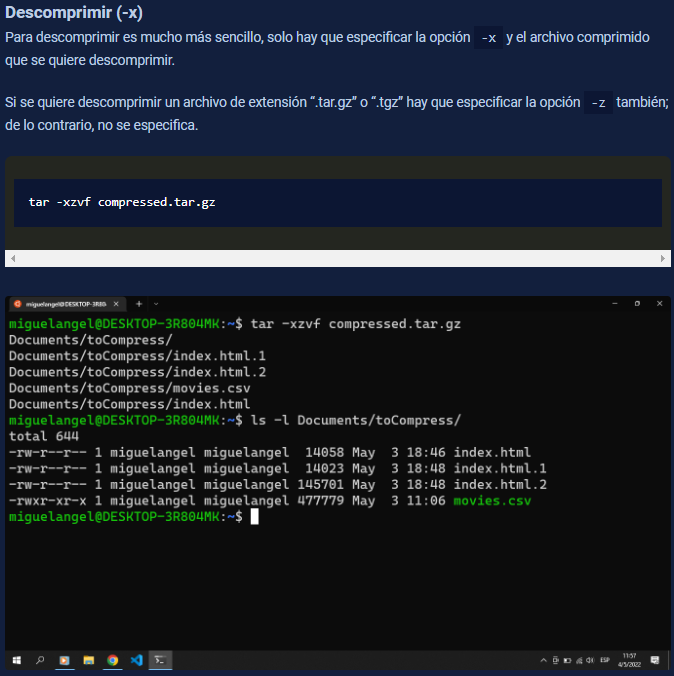 Descomprimir (-x)
Para descomprimir es mucho más sencillo, solo hay que especificar la opción -x y el archivo comprimido
que se quiere descomprimir.
Si se quiere descomprimir un archivo de extensión “.tar.gz” o “.tgz” hay que especificar la opción -z también;
de lo contrario, no se especifica.
tar -xzvf compressed.tar.gz
miguelangel@DESKTOP-3R804
miguelangel@DESKTOP-3R804MK:~$ tar -xzvf compressed.tar.gz
Documents/toCompress/
Documents/toCompress/index.html.1
Documents/toCompress/index.html.2
Documents/toCompress/movies.csv
Documents/toCompress/index.html
miguelangel@DESKTOP-3R804MK:~$ ls -l Documents/toCompress/
total 644
-rw-r--r-- 1 miguelangel miguelangel  14058 May  3 18:46 index.html
-rw-r--r-- 1 miguelangel miguelangel  14023 May  3 18:48 index.html.1
-rw-r--r-- 1 miguelangel miguelangel 145701 May  3 18:48 index.html.2
-rwxr-xr-x 1 miguelangel miguelangel 477779 May  3 11:06 movies.csv
miguelangel@DESKTOP-3R804MK:~$
ESP
11:57
4/5/2022